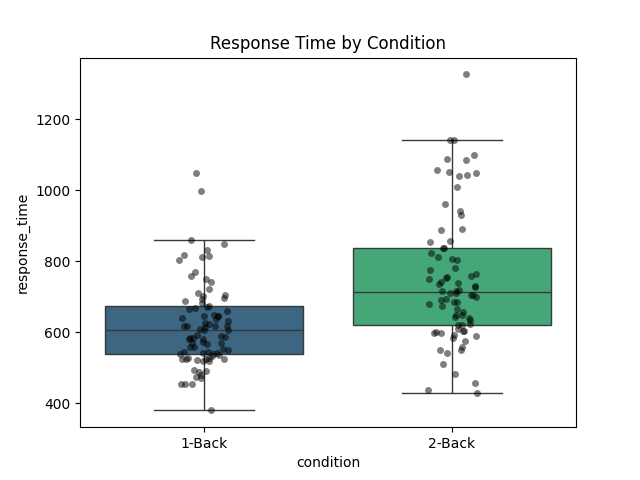 Response Time by Condition
response_time
1200
1000
800
600
400
1-Back
2-Back
condition